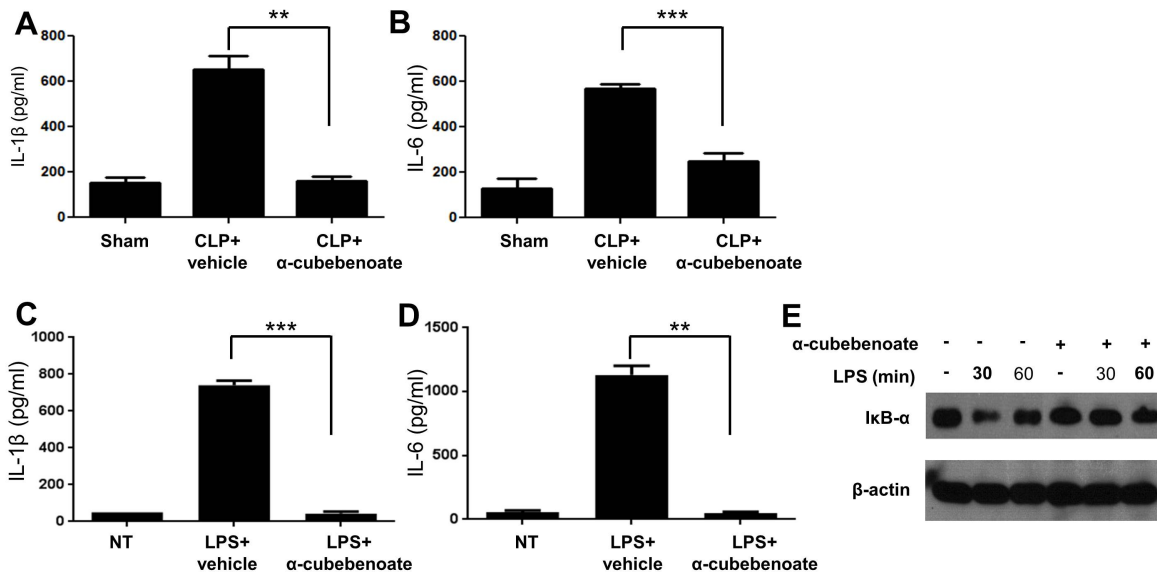 A
**
800
600
400
200
0
IL-1β (pg/ml)
Sham
CLP+
vehicle
CLP+
α-cubebenoate
B
***
800
600
400
200
0
IL-6 (pg/ml)
Sham
CLP+
vehicle
CLP+
α-cubebenoate
C
***
1000
800
600
400
200
0
IL-1β (pg/ml)
NT
LPS+
vehicle
LPS+
α-cubebenoate
D
**
1500
1000
500
0
IL-6 (pg/ml)
NT
LPS+
vehicle
LPS+
α-cubebenoate
E
α-cubebenoate - - - + + +
LPS (min) - 30 60 - 30 60
IκB-α
β-actin